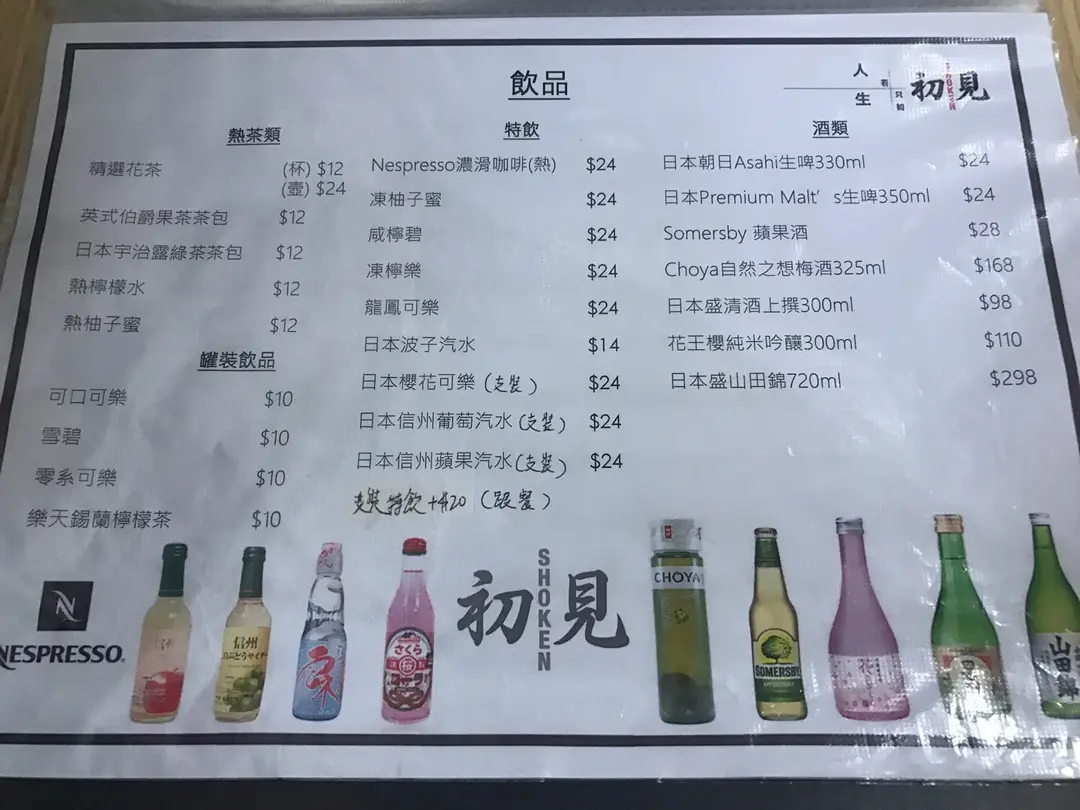 飲品
人生 若只如 初見
SHOKEN
熱茶類
精選花茶 (杯) $12
(壺) $24
英式伯爵果茶茶包 $12
日本宇治露綠茶茶包 $12
熱檸檬水 $12
熱柚子蜜 $12
罐裝飲品
可口可樂 $10
雪碧 $10
零系可樂 $10
樂天錫蘭檸檬茶 $10
特飲
Nespresso濃滑咖啡(熱) $24
凍柚子蜜 $24
咸檸碧 $24
凍檸樂 $24
龍鳳可樂 $24
日本波子汽水 $14
日本櫻花可樂 (支裝) $24
日本信州葡萄汽水 (支裝) $24
日本信州蘋果汽水 (支裝) $24
支裝特飲 +$20 (跟餐)
酒類
日本朝日Asahi生啤330ml $24
日本Premium Malt's生啤350ml $24
Somersby 蘋果酒 $28
Choya自然之想梅酒325ml $168
日本盛清酒上撰300ml $98
花王櫻純米吟釀300ml $110
日本盛山田錦720ml $298
NESPRESSO.
信州
信州
さくら
初見
SHOKEN
CHOYA
SOMERSBY
山田錦